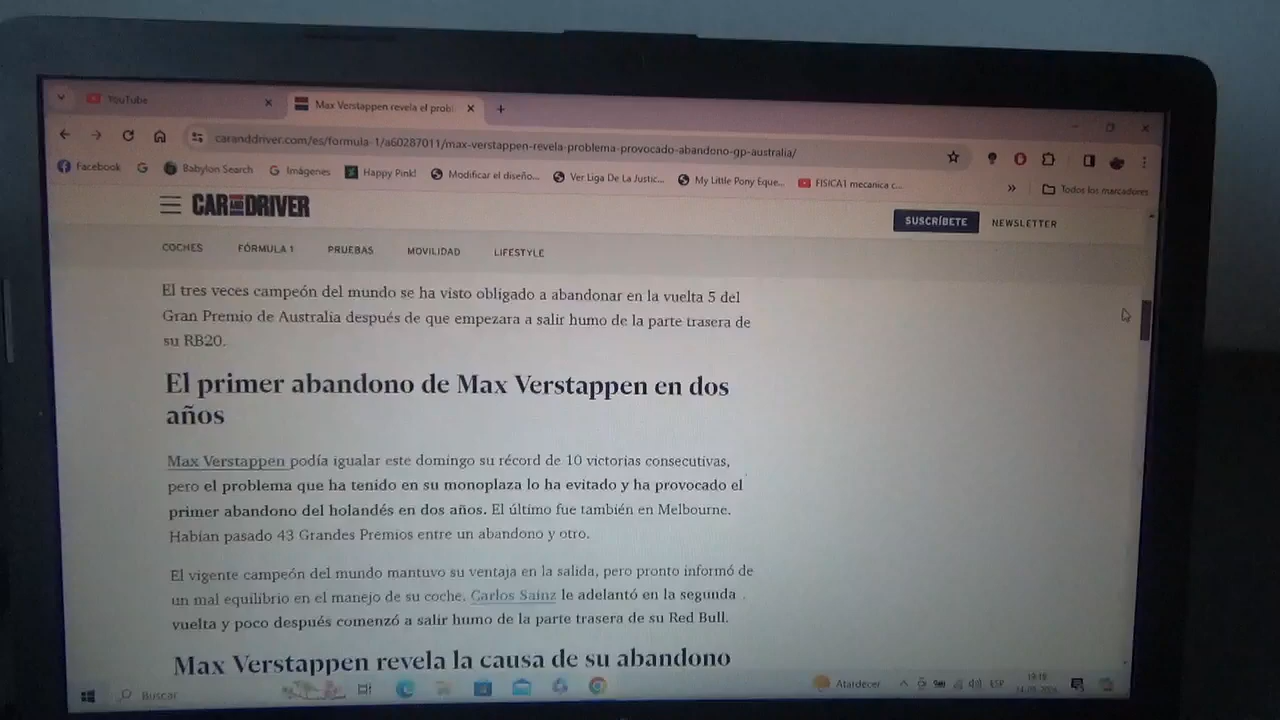 YouTube
Max Verstappen revela el probl
caranddriver.com/es/formula-1/a60287011/max-verstappen-revela-problema-provocado-abandono-gp-australia/
Facebook G Babylon Search Imágenes Happy Pink! Modificar el diseño... Ver Liga De La Justic... My Little Pony Eque... FISICA1 mecanica c... » Todos los marcadores
CAR AND DRIVER
SUSCRÍBETE NEWSLETTER
COCHES FÓRMULA 1 PRUEBAS MOVILIDAD LIFESTYLE
El tres veces campeón del mundo se ha visto obligado a abandonar en la vuelta 5 del
Gran Premio de Australia después de que empezara a salir humo de la parte trasera de
su RB20.
El primer abandono de Max Verstappen en dos
años
Max Verstappen podía igualar este domingo su récord de 10 victorias consecutivas,
pero el problema que ha tenido en su monoplaza lo ha evitado y ha provocado el
primer abandono del holandés en dos años. El último fue también en Melbourne.
Habían pasado 43 Grandes Premios entre un abandono y otro.
El vigente campeón del mundo mantuvo su ventaja en la salida, pero pronto informó de
un mal equilibrio en el manejo de su coche. Carlos Sainz le adelantó en la segunda
vuelta y poco después comenzó a salir humo de la parte trasera de su Red Bull.
Max Verstappen revela la causa de su abandono
Buscar
Atardecer
ESP
19:19